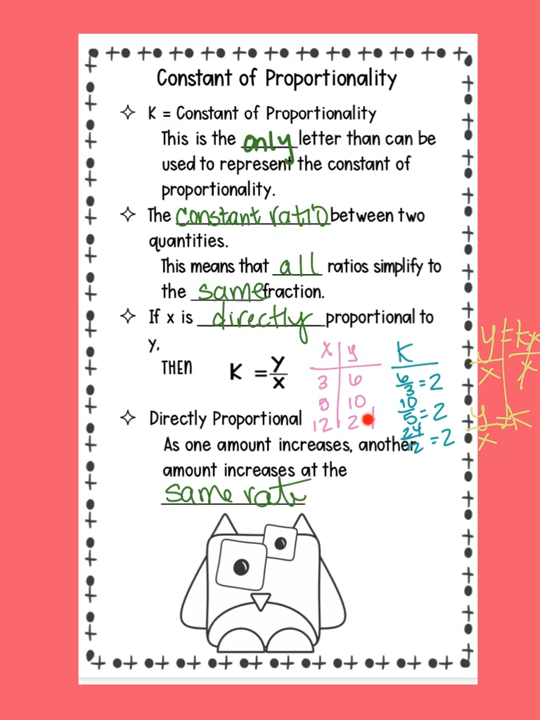 Constant of Proportionality
K = Constant of Proportionality
This is the only letter than can be
used to represent the constant of
proportionality.
The constant ratio between two
quantities.
This means that all ratios simplify to
the same fraction.
If x is directly proportional to
y.
THEN K = y/x
x | y K
3 | 6 6/3 = 2
5 | 10 10/5 = 2
12 | 24 24/12 = 2
y = kx
x x
y = k
x
Directly Proportional
As one amount increases, another
amount increases at the
same rate